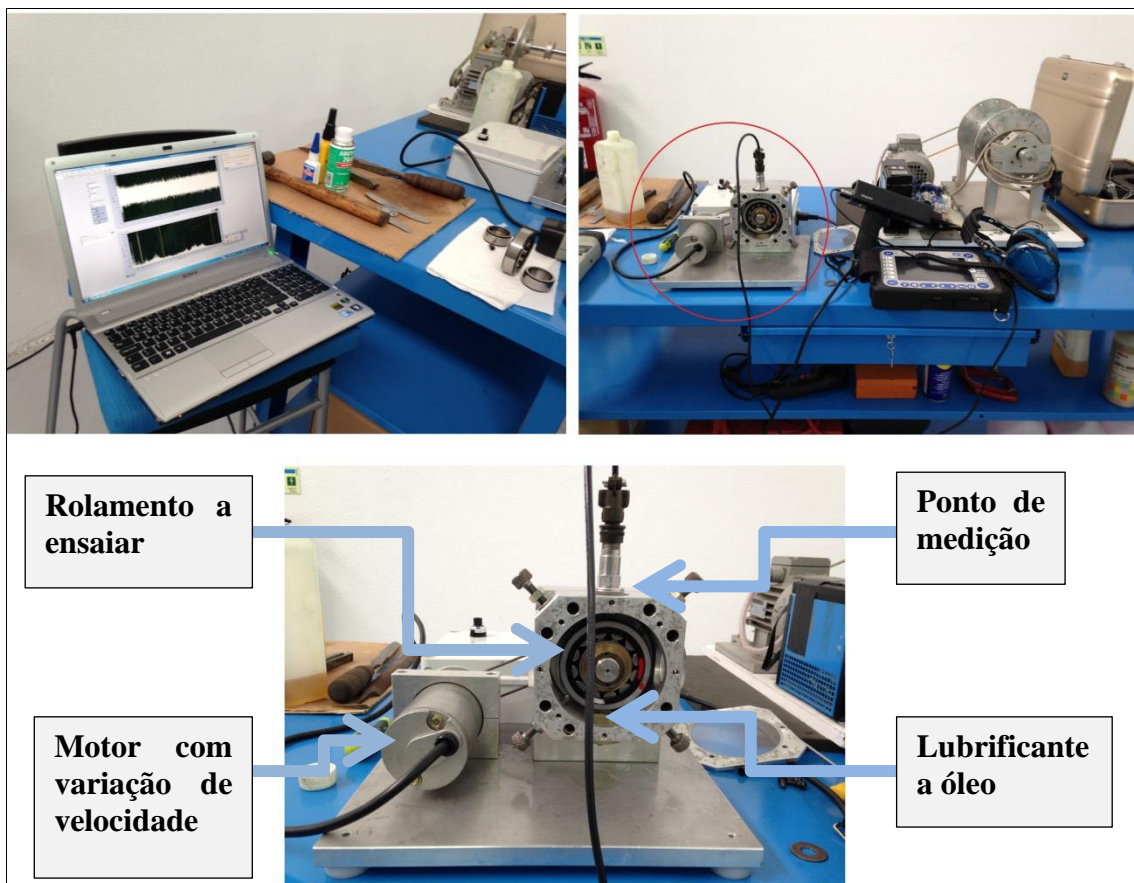 Rolamento a
ensaiar
Ponto de
medição
Motor com
variação de
velocidade
Lubrificante
a óleo